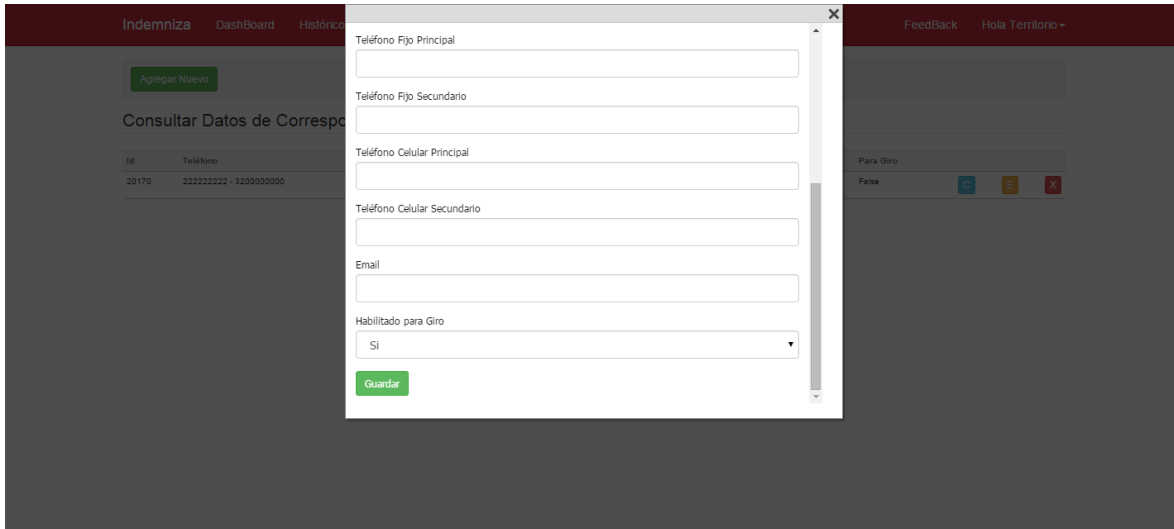 Indemniza DashBoard Histórico FeedBack Hola Territorio
Agregar Nuevo
Consultar Datos de Correspo
Id Teléfono Para Giro
20170 222222222 - 3200000000 False C E X
Teléfono Fijo Principal
Teléfono Fijo Secundario
Teléfono Celular Principal
Teléfono Celular Secundario
Email
Habilitado para Giro
Si
Guardar